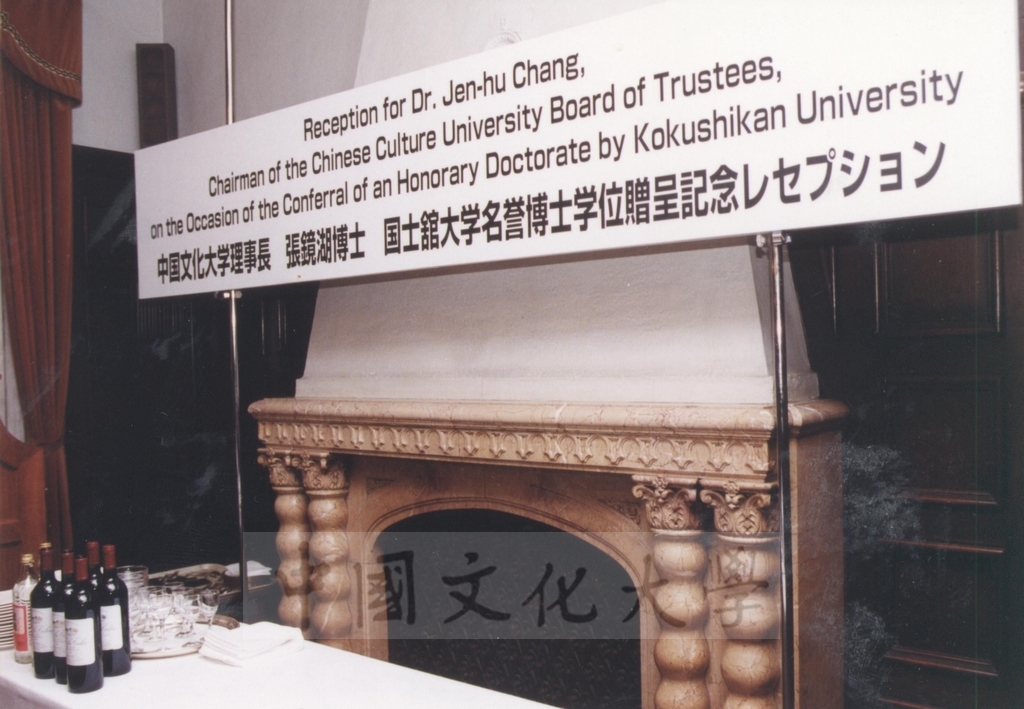 Reception for Dr. Jen-hu Chang,
Chairman of the Chinese Culture University Board of Trustees,
on the Occasion of the Conferral of an Honorary Doctorate by Kokushikan University
中国文化大学理事長 張鏡湖博士 国士舘大学名誉博士学位贈呈記念レセプション
中國文化大學